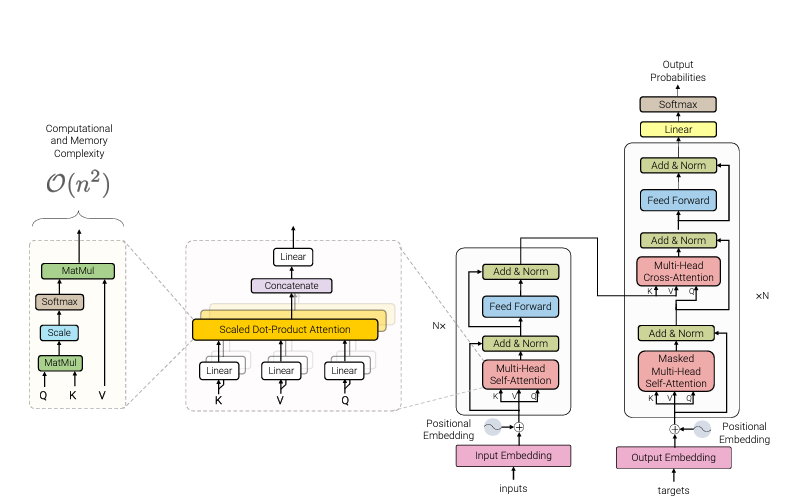 Computational
and Memory
Complexity
O(n²)
MatMul
Softmax
Scale
MatMul
Q K V
Linear
Concatenate
Scaled Dot-Product Attention
Linear Linear Linear
K V Q
Add & Norm
Feed Forward
N×
Add & Norm
Multi-Head
Self-Attention
K V Q
Positional
Embedding
Input Embedding
inputs
Output
Probabilities
Softmax
Linear
Add & Norm
Feed Forward
Add & Norm
Multi-Head
Cross-Attention
K V Q
×N
Add & Norm
Masked
Multi-Head
Self-Attention
K V Q
Positional
Embedding
Output Embedding
targets